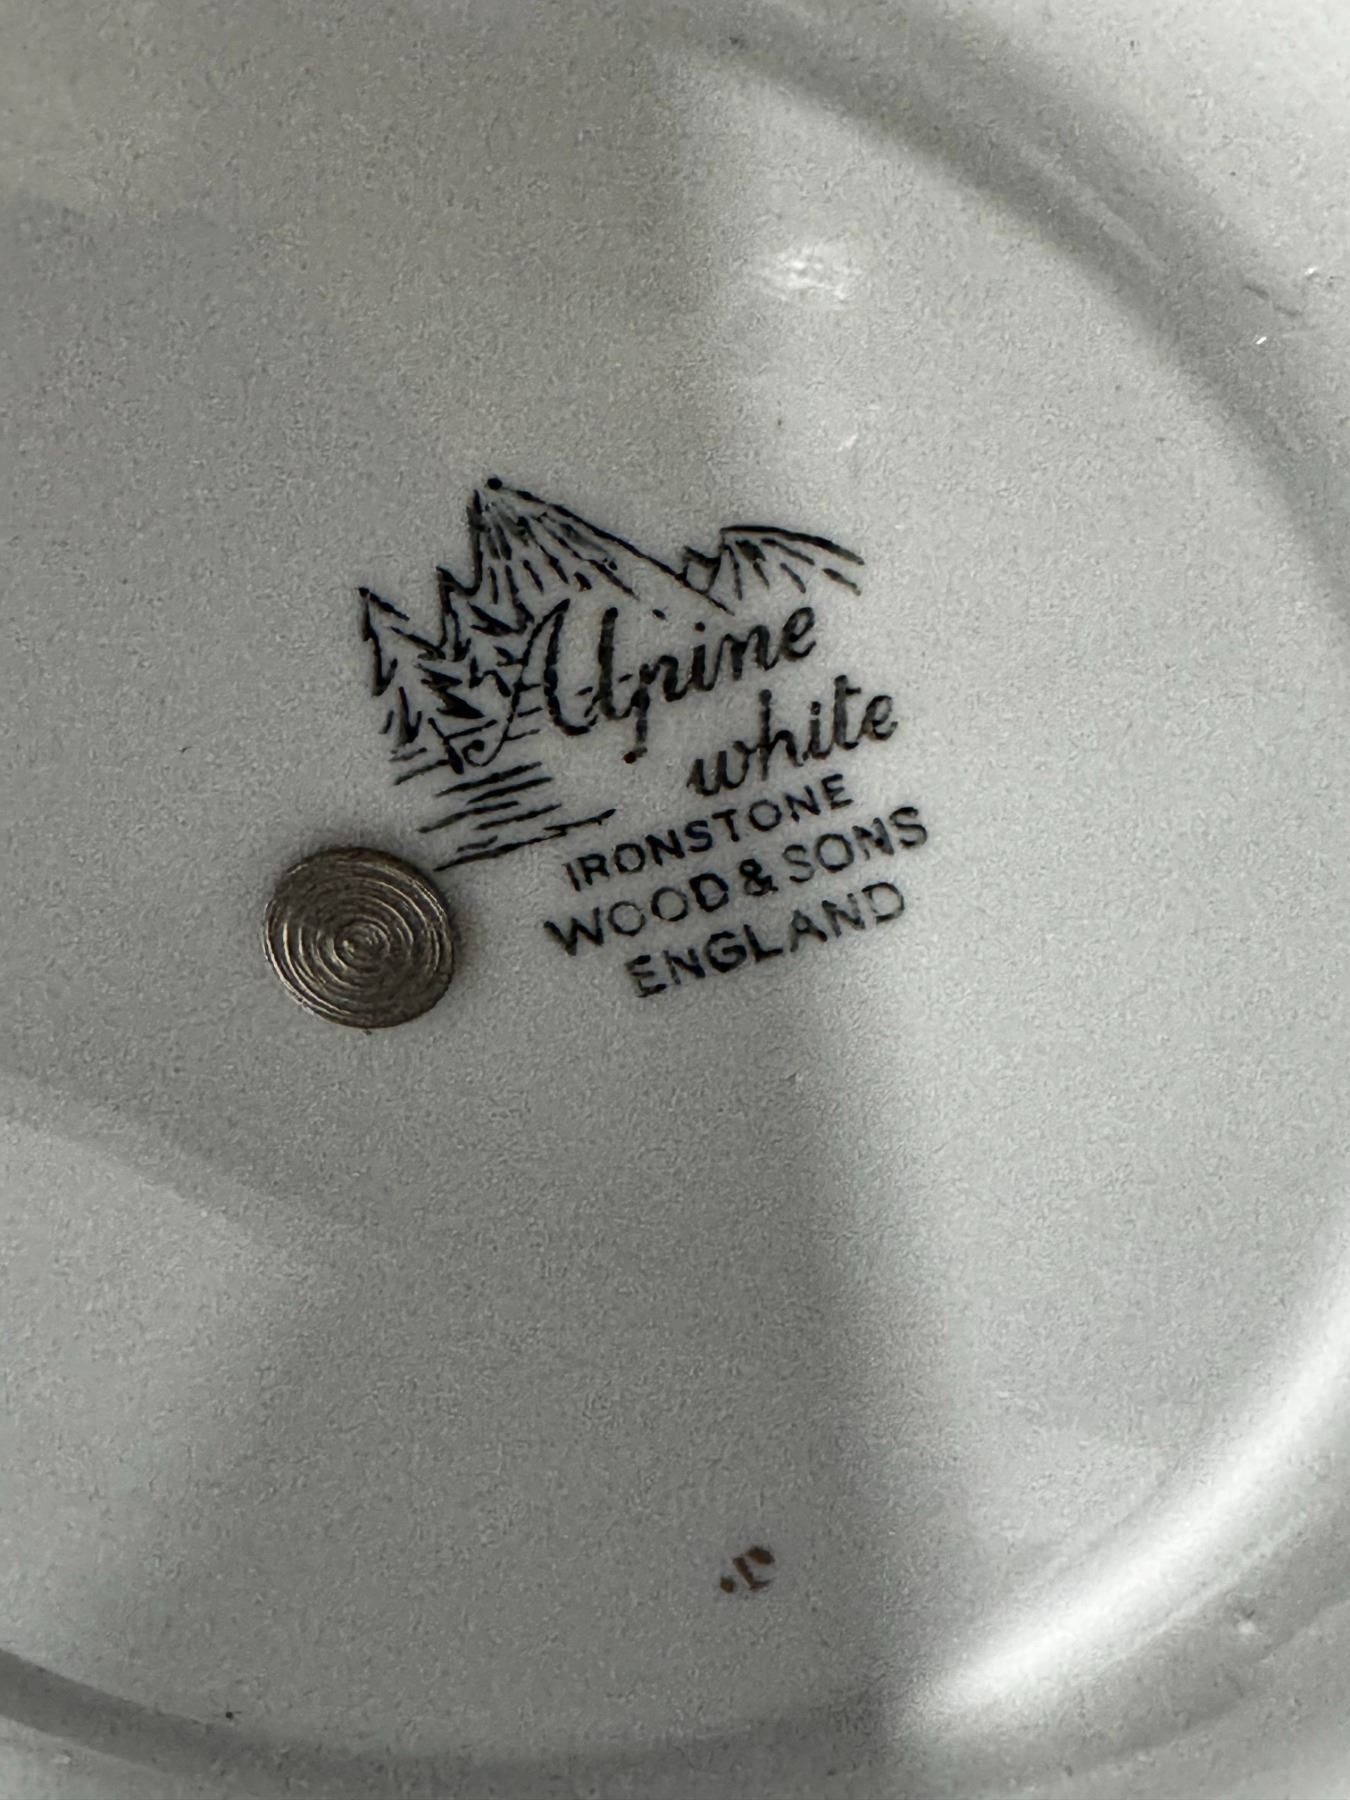 Alpine
white
IRONSTONE
WOOD & SONS
ENGLAND